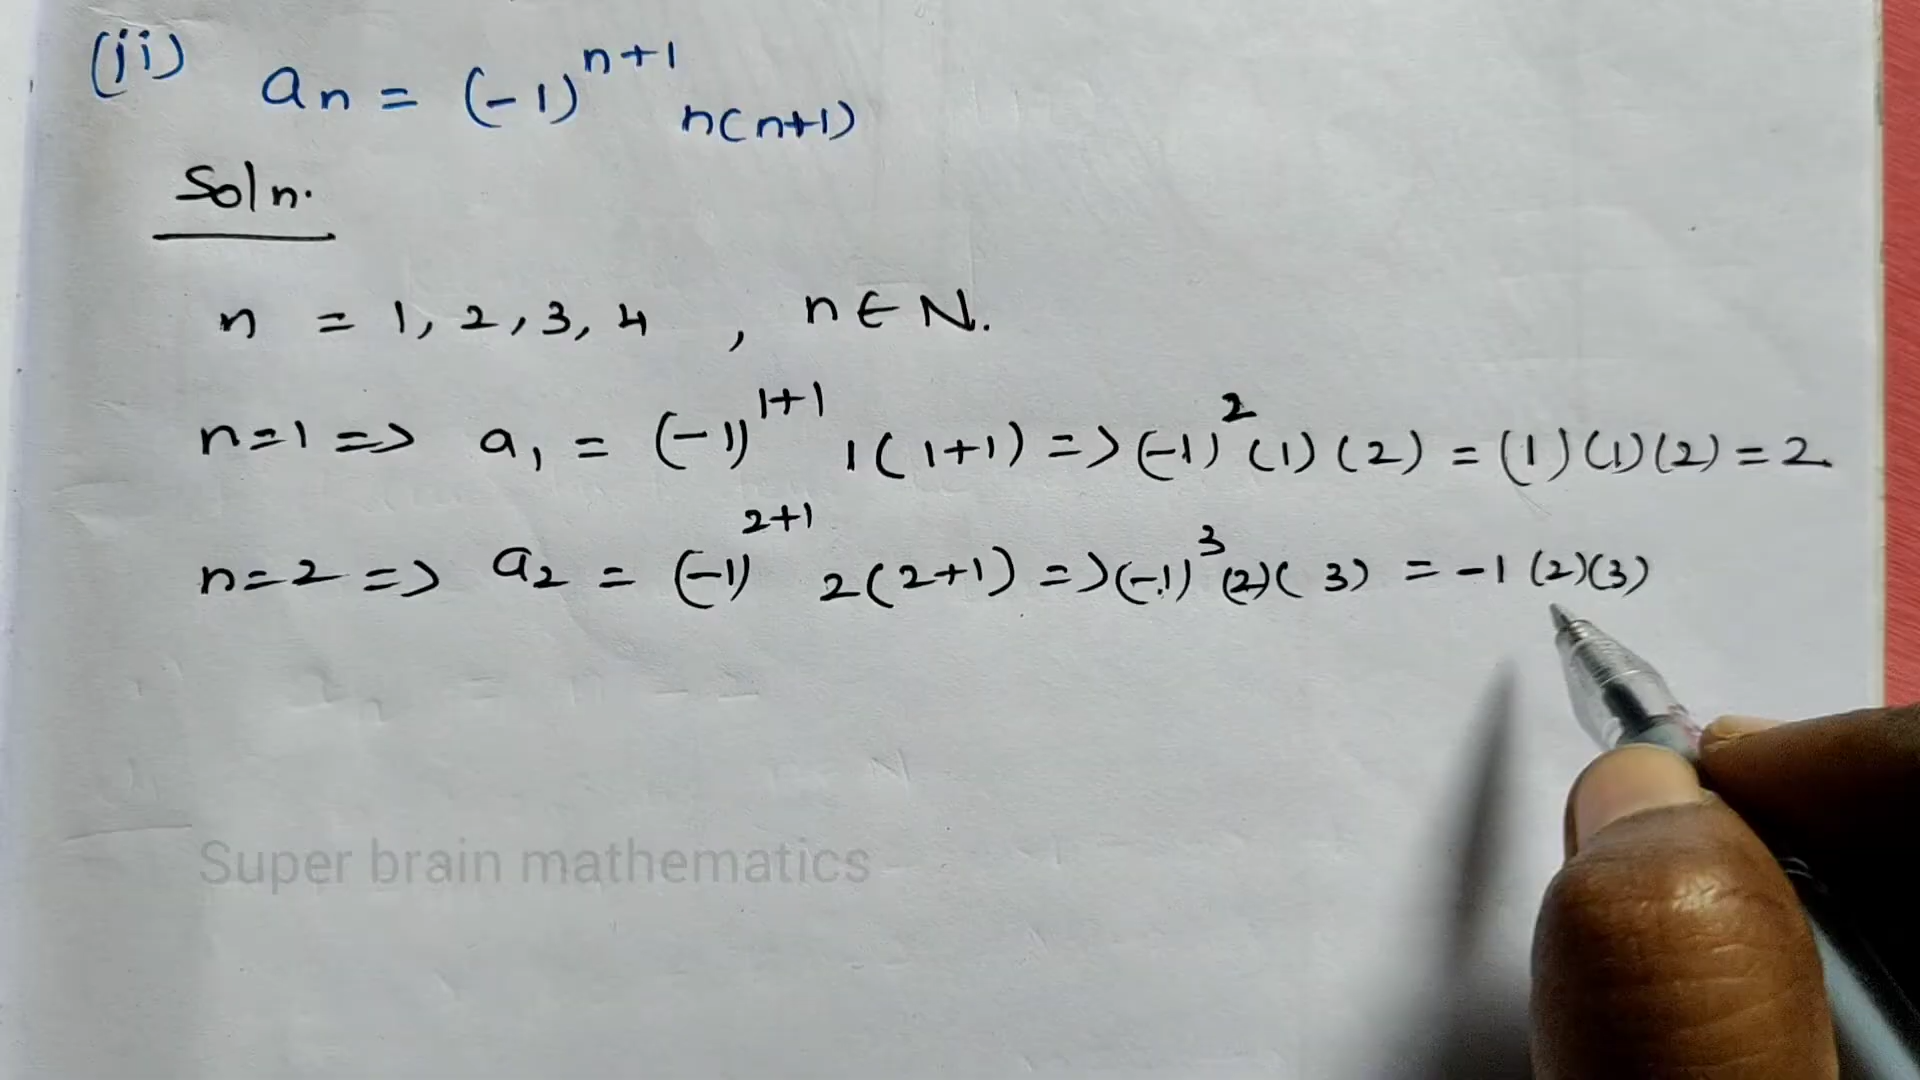 (ii) an = (-1)^{n+1} n(n+1)
Soln.
n = 1, 2, 3, 4 , n ∈ N.
n=1 => a₁ = (-1)^{1+1} 1(1+1) => (-1)^2 (1)(2) = (1)(1)(2) = 2
n=2 => a₂ = (-1)^{2+1} 2(2+1) => (-1)^3 (2)(3) = -1 (2)(3)
Super brain mathematics